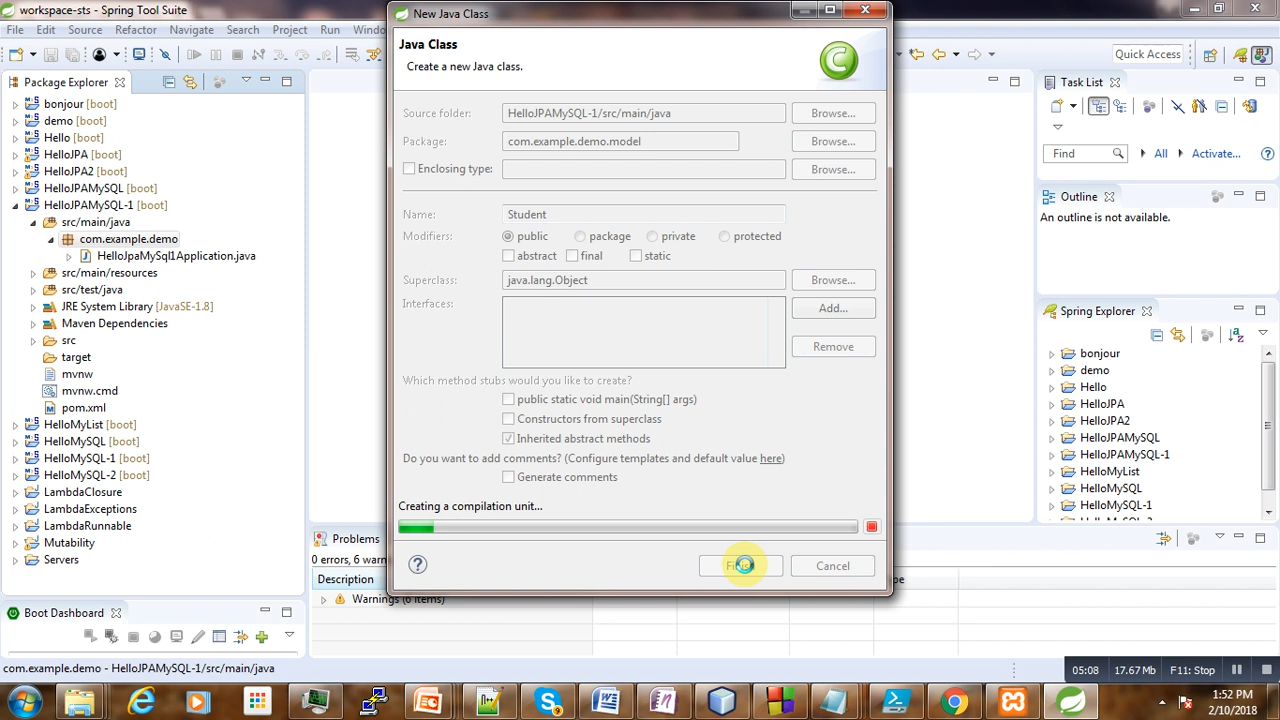 workspace-sts - Spring Tool Suite
New Java Class
File Edit Source Refactor Navigate Search Project Run Windo
Quick Access
Java Class
Create a new Java class.
Package Explorer
bonjour [boot]
demo [boot]
Hello [boot]
HelloJPA [boot]
HelloJPA2 [boot]
HelloJPAMySQL [boot]
HelloJPAMySQL-1 [boot]
src/main/java
com.example.demo
HelloJpaMySql1Application.java
src/main/resources
src/test/java
JRE System Library [JavaSE-1.8]
Maven Dependencies
src
target
mvnw
mvnw.cmd
pom.xml
HelloMyList [boot]
HelloMySQL [boot]
HelloMySQL-1 [boot]
HelloMySQL-2 [boot]
LambdaClosure
LambdaExceptions
LambdaRunnable
Mutability
Servers
Boot Dashboard
Source folder: HelloJPAMySQL-1/src/main/java Browse...
Package: com.example.demo.model Browse...
Enclosing type: Browse...
Name: Student
Modifiers: public package private protected
abstract final static
Superclass: java.lang.Object Browse...
Interfaces: Add...
Remove
Which method stubs would you like to create?
public static void main(String[] args)
Constructors from superclass
Inherited abstract methods
Do you want to add comments? (Configure templates and default value here)
Generate comments
Creating a compilation unit...
Cancel
Task List
Find All Activate...
Outline
An outline is not available.
Spring Explorer
bonjour
demo
Hello
HelloJPA
HelloJPA2
HelloJPAMySQL
HelloJPAMySQL-1
HelloMyList
HelloMySQL
HelloMySQL-1
Problems
0 errors, 6 warn
Description
Warnings (6 items)
com.example.demo - HelloJPAMySQL-1/src/main/java
05:08 17.67 Mb F11: Stop
1:52 PM
2/10/2018